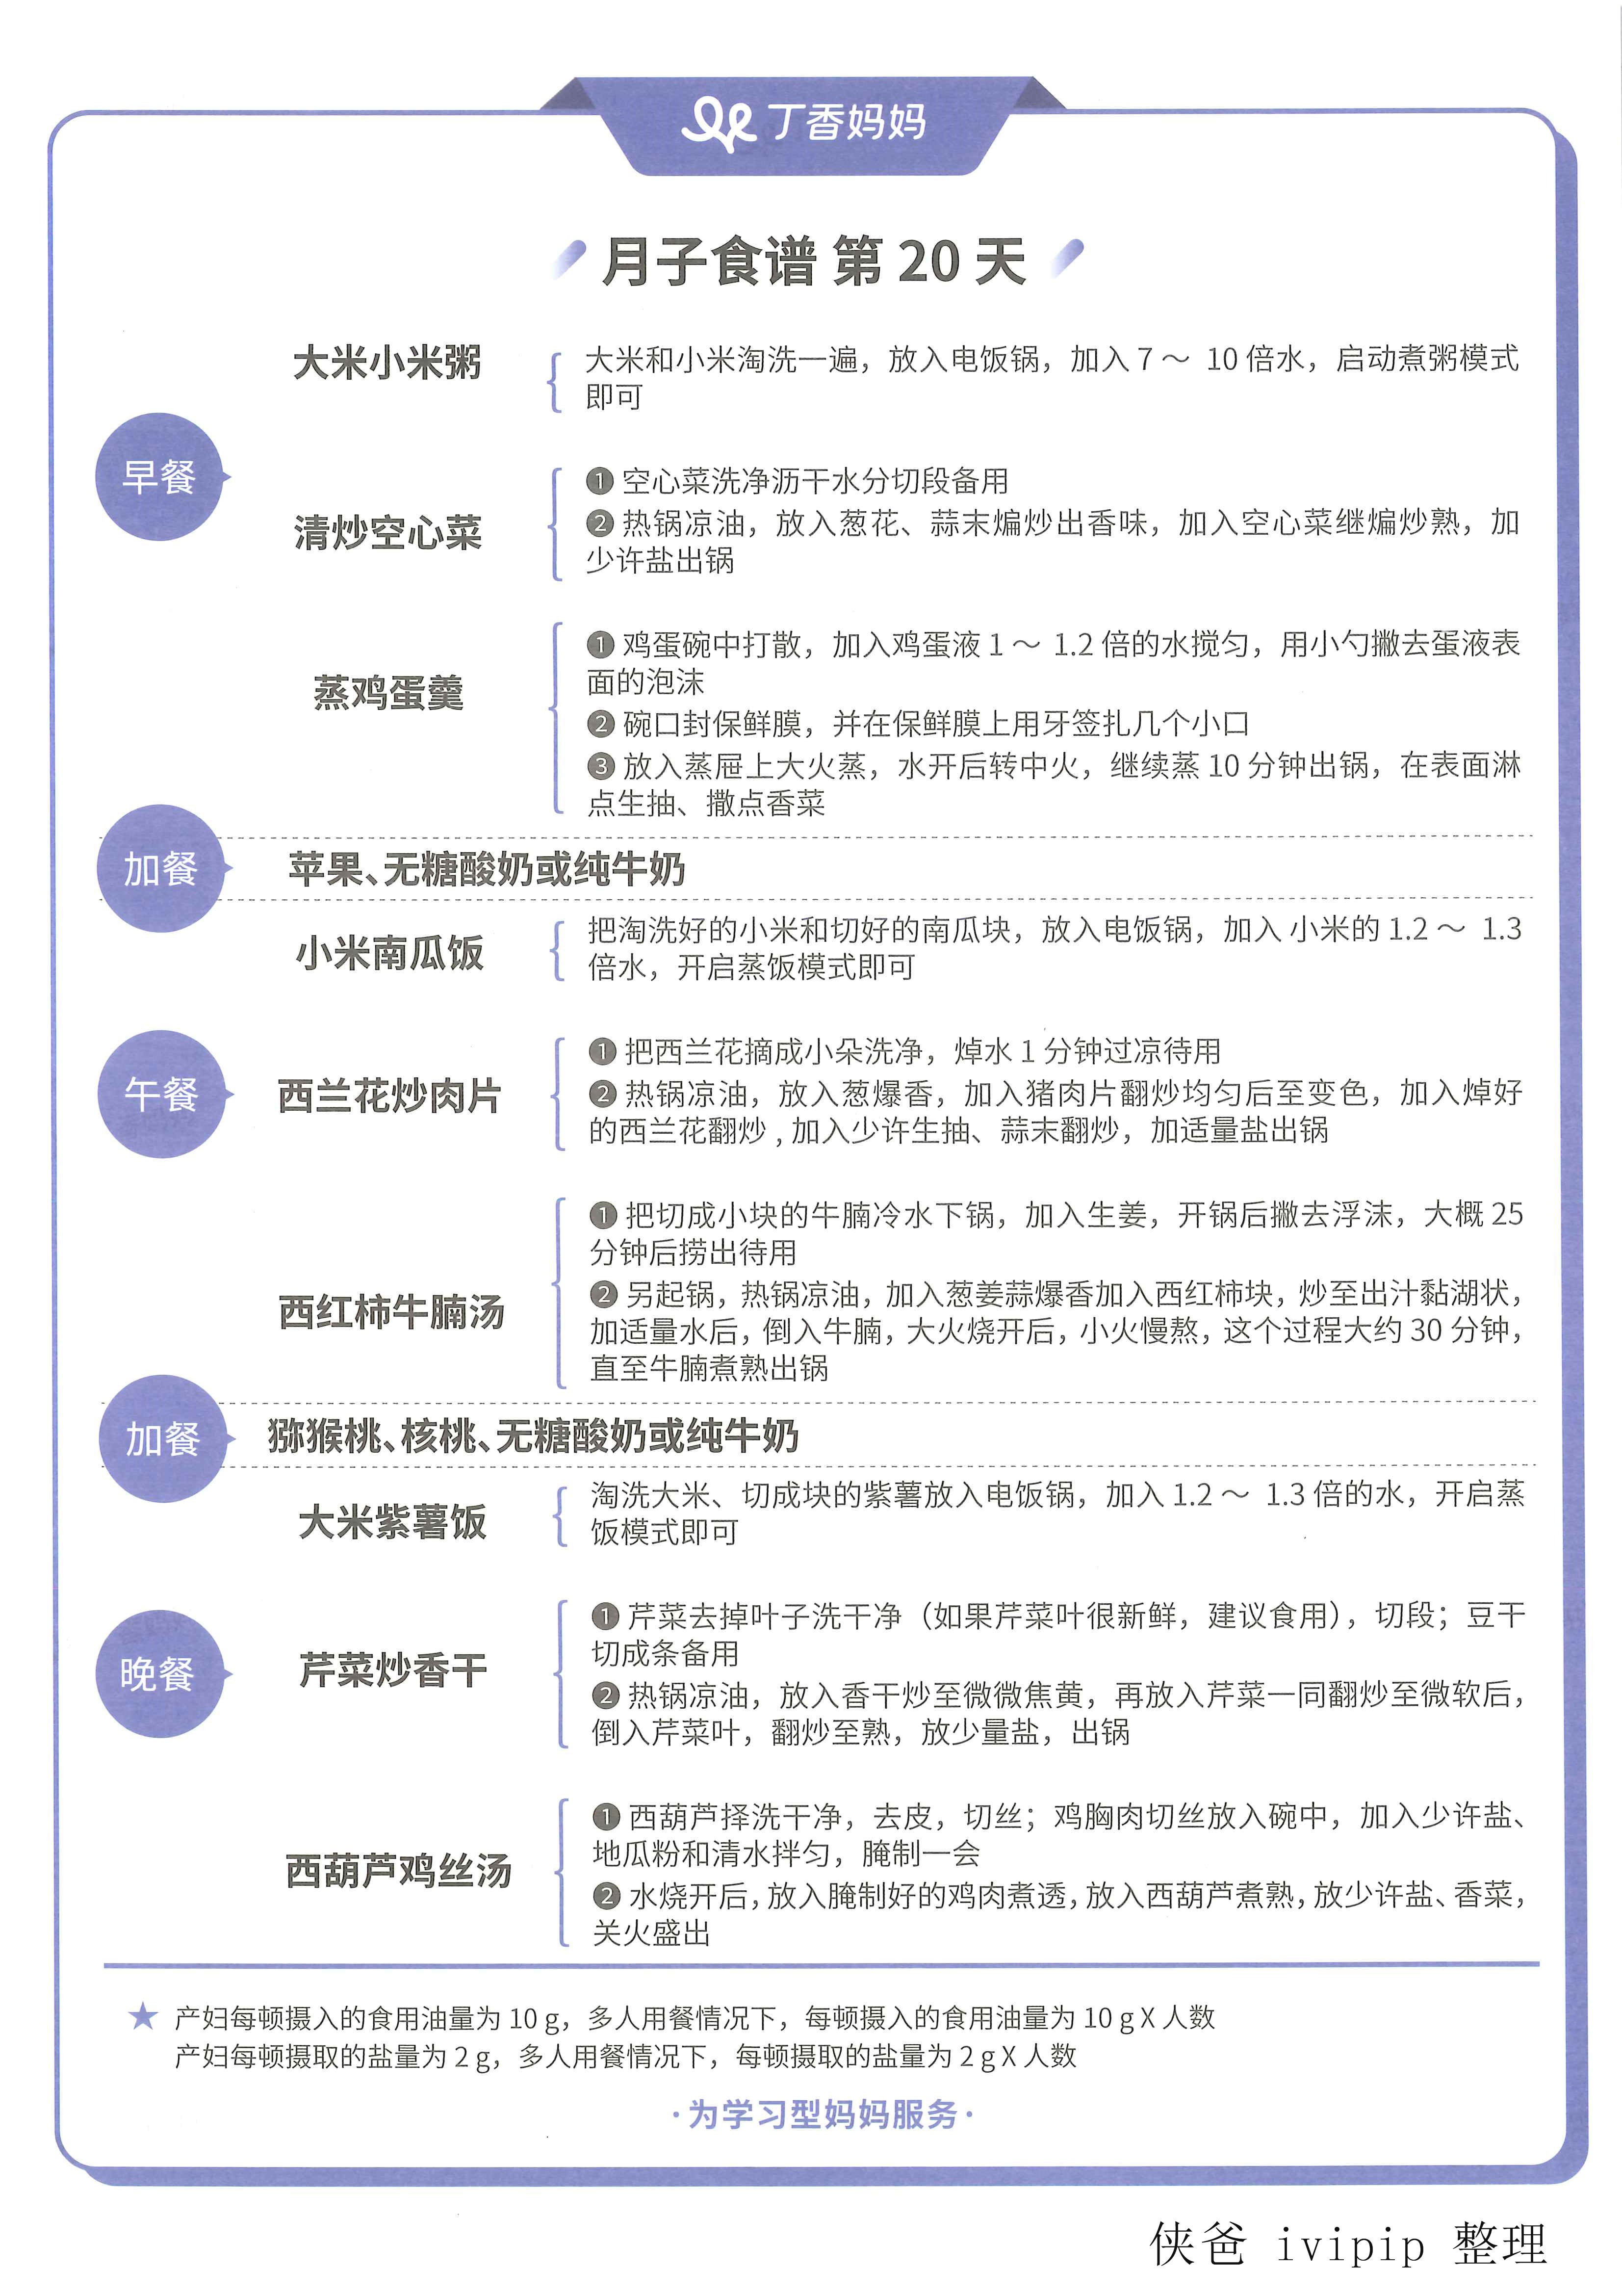 丁香妈妈
月子食谱 第 20 天
早餐
大米小米粥
大米和小米淘洗一遍，放入电饭锅，加入 7 ～ 10 倍水，启动煮粥模式
即可
清炒空心菜
❶ 空心菜洗净沥干水分切段备用
❷ 热锅凉油，放入葱花、蒜末煸炒出香味，加入空心菜继煸炒熟，加
少许盐出锅
蒸鸡蛋羹
❶ 鸡蛋碗中打散，加入鸡蛋液 1 ～ 1.2 倍的水搅匀，用小勺撇去蛋液表
面的泡沫
❷ 碗口封保鲜膜，并在保鲜膜上用牙签扎几个小口
❸ 放入蒸屉上大火蒸，水开后转中火，继续蒸 10 分钟出锅，在表面淋
点生抽、撒点香菜
加餐
苹果、无糖酸奶或纯牛奶
午餐
小米南瓜饭
把淘洗好的小米和切好的南瓜块，放入电饭锅，加入 小米的 1.2 ～ 1.3
倍水，开启蒸饭模式即可
西兰花炒肉片
❶ 把西兰花摘成小朵洗净，焯水 1 分钟过凉待用
❷ 热锅凉油，放入葱爆香，加入猪肉片翻炒均匀后至变色，加入焯好
的西兰花翻炒 , 加入少许生抽、蒜末翻炒，加适量盐出锅
西红柿牛腩汤
❶ 把切成小块的牛腩冷水下锅，加入生姜，开锅后撇去浮沫，大概 25
分钟后捞出待用
❷ 另起锅，热锅凉油，加入葱姜蒜爆香加入西红柿块，炒至出汁黏湖状，
加适量水后，倒入牛腩，大火烧开后，小火慢熬，这个过程大约 30 分钟，
直至牛腩煮熟出锅
加餐
猕猴桃、核桃、无糖酸奶或纯牛奶
晚餐
大米紫薯饭
淘洗大米、切成块的紫薯放入电饭锅，加入 1.2 ～ 1.3 倍的水，开启蒸
饭模式即可
芹菜炒香干
❶ 芹菜去掉叶子洗干净（如果芹菜叶很新鲜，建议食用），切段；豆干
切成条备用
❷ 热锅凉油，放入香干炒至微微焦黄，再放入芹菜一同翻炒至微软后，
倒入芹菜叶，翻炒至熟，放少量盐，出锅
西葫芦鸡丝汤
❶ 西葫芦择洗干净，去皮，切丝；鸡胸肉切丝放入碗中，加入少许盐、
地瓜粉和清水拌匀，腌制一会
❷ 水烧开后，放入腌制好的鸡肉煮透，放入西葫芦煮熟，放少许盐、香菜，
关火盛出
★ 产妇每顿摄入的食用油量为 10 g，多人用餐情况下，每顿摄入的食用油量为 10 g X 人数
产妇每顿摄取的盐量为 2 g，多人用餐情况下，每顿摄取的盐量为 2 g X 人数
·为学习型妈妈服务·
侠爸 ivipip 整理